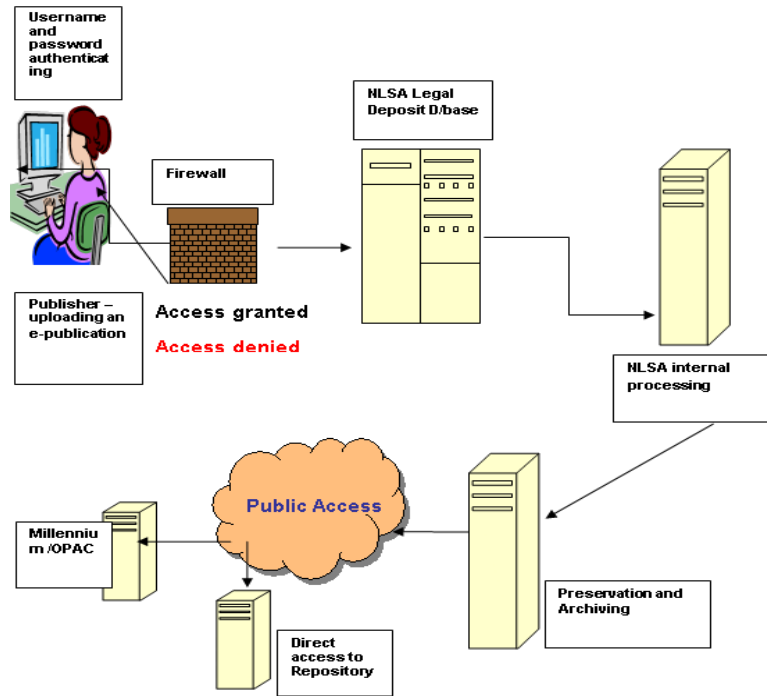 Username
and
password
authenticat
ing
NLSA Legal
Deposit D/base
Firewall
Publisher –
uploading an
e-publication
Access granted
Access denied
NLSA internal
processing
Public Access
Millenniu
m /OPAC
Preservation and
Archiving
Direct
access to
Repository